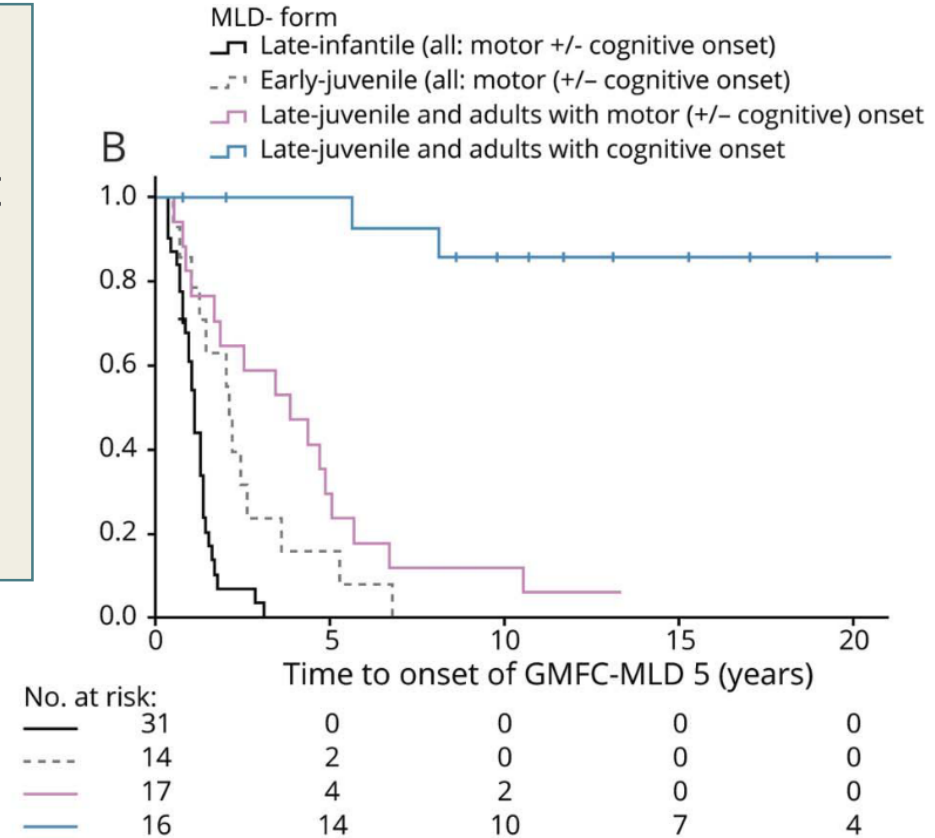 MLD- form
Late-infantile (all: motor +/- cognitive onset)
Early-juvenile (all: motor (+/– cognitive onset)
Late-juvenile and adults with motor (+/– cognitive) onset
Late-juvenile and adults with cognitive onset
B
1.0
0.8
0.6
0.4
0.2
0.0
0 5 10 15 20
Time to onset of GMFC-MLD 5 (years)
No. at risk:
31 0 0 0 0
14 2 0 0 0
17 4 2 0 0
16 14 10 7 4